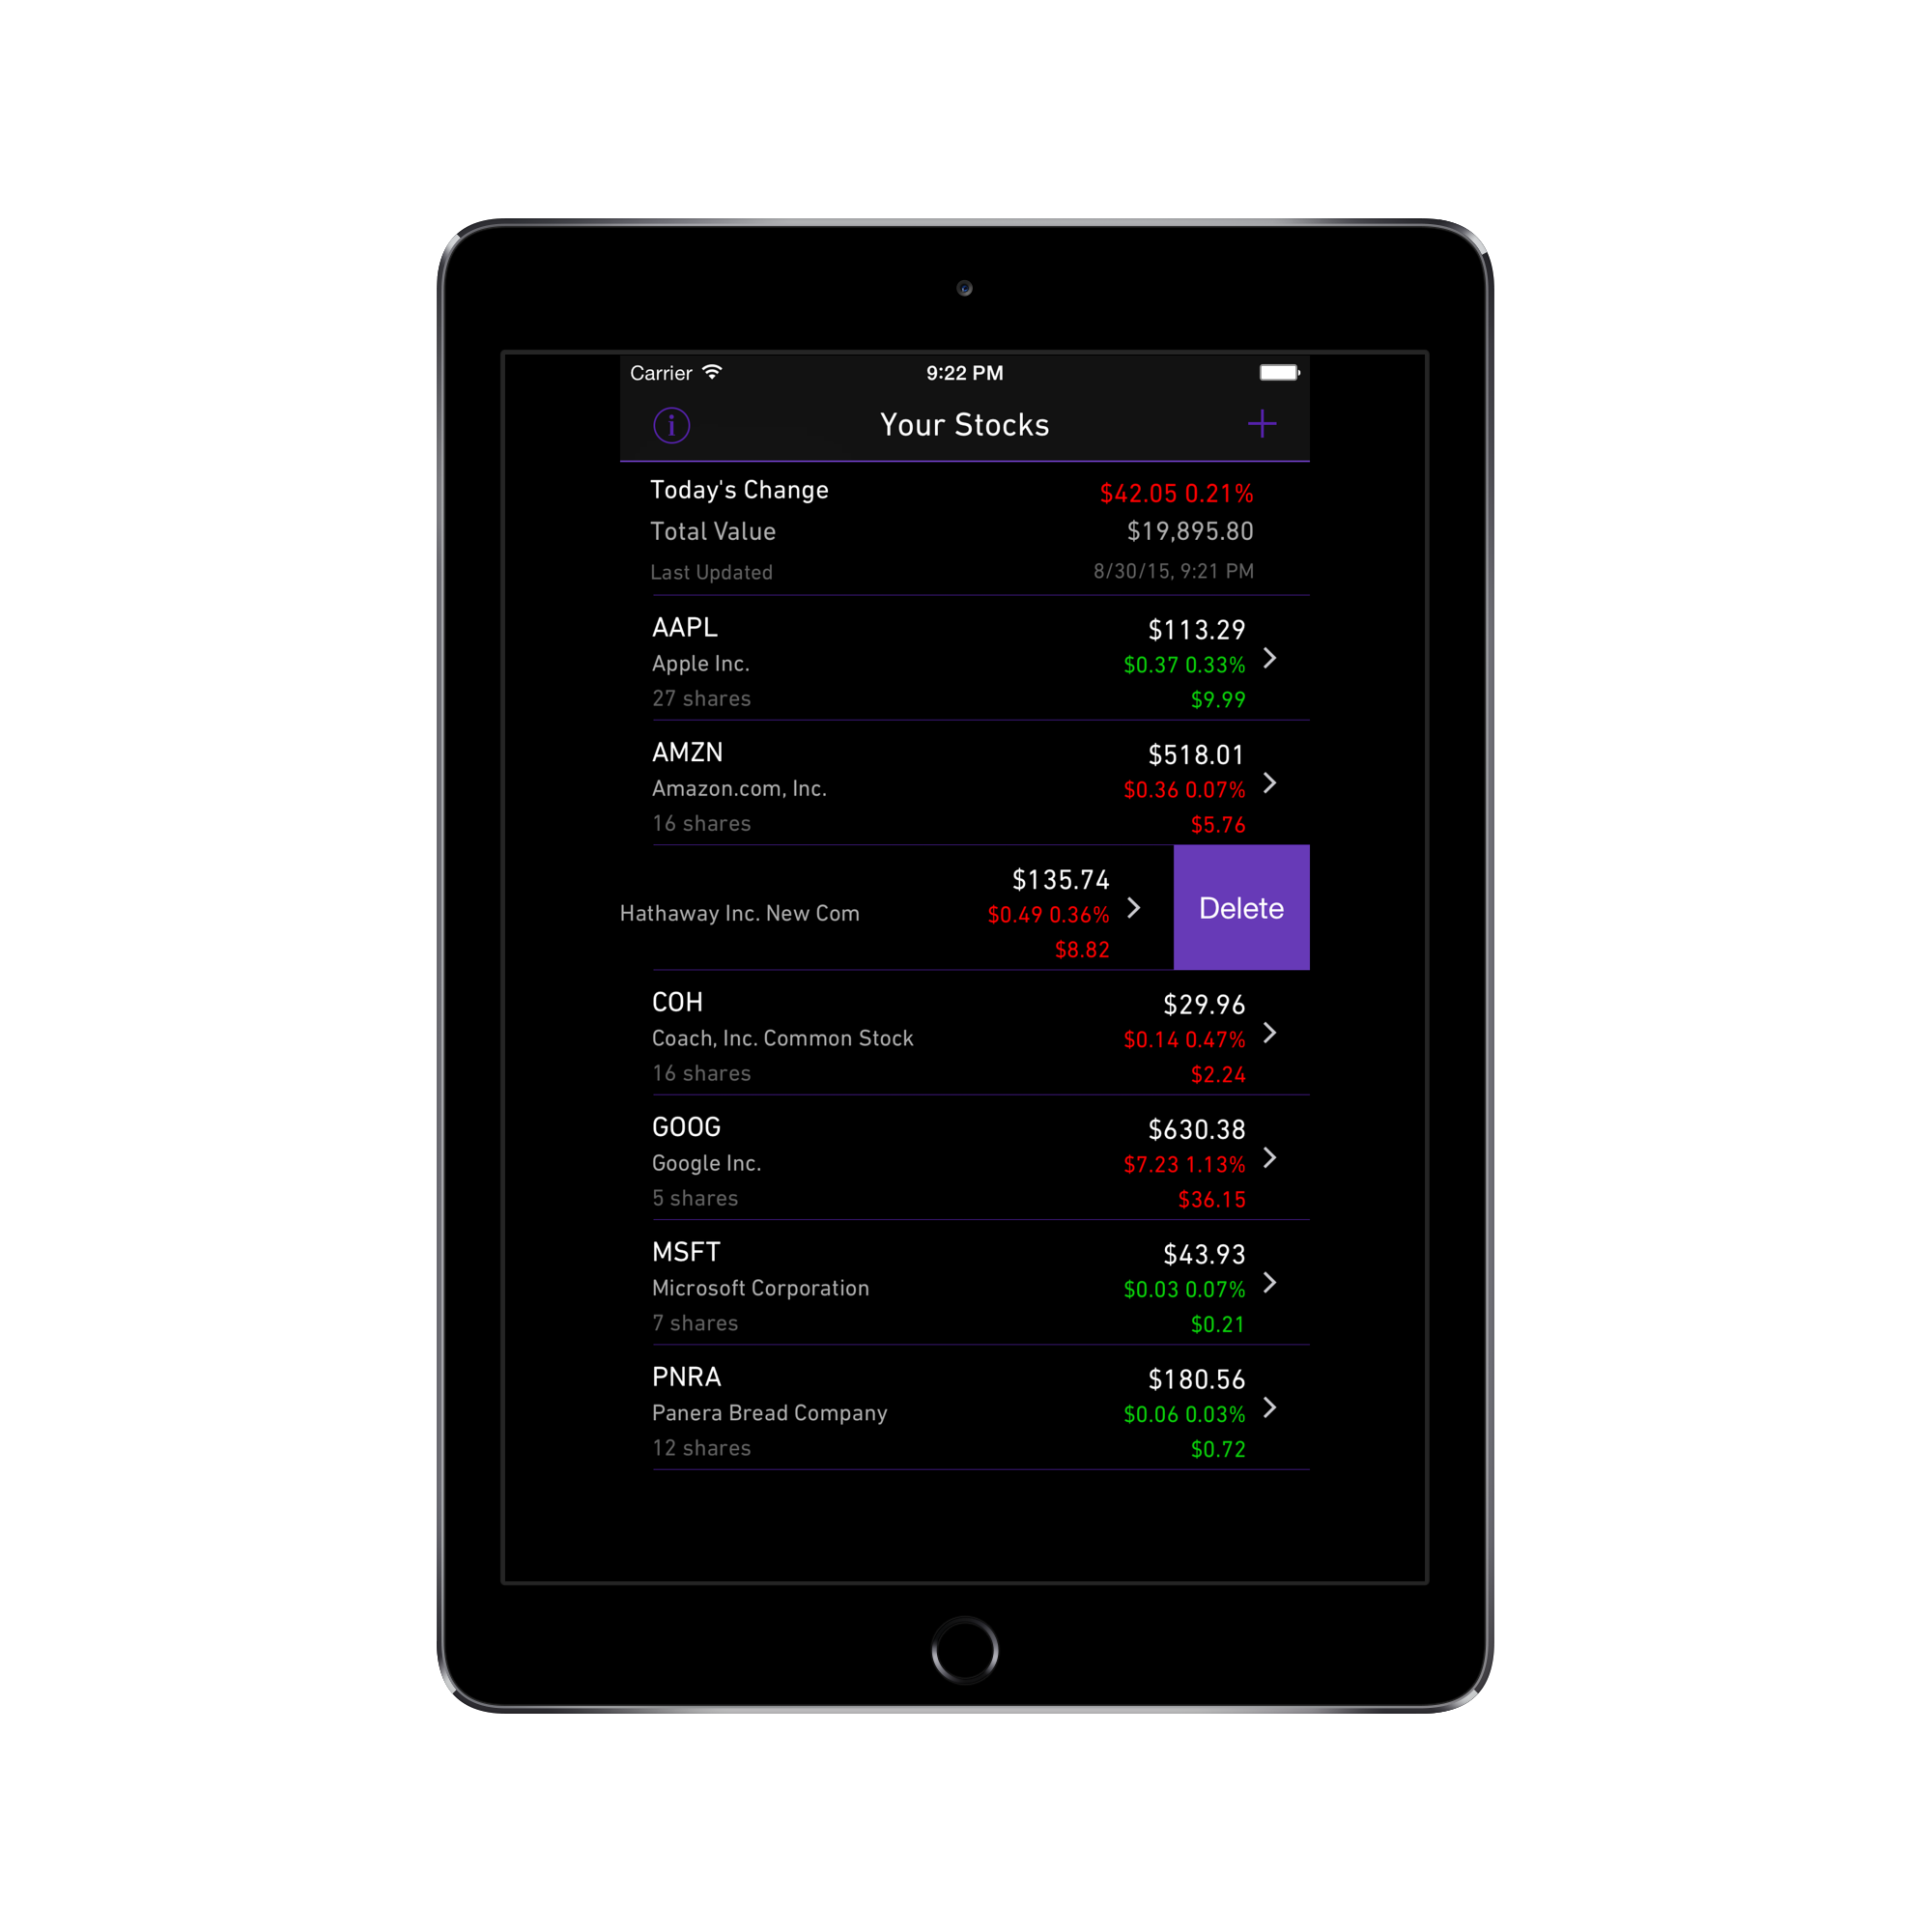 Carrier 9:22 PM
Your Stocks
Today's Change $42.05 0.21%
Total Value $19,895.80
Last Updated 8/30/15, 9:21 PM
AAPL $113.29
Apple Inc. $0.37 0.33%
27 shares $9.99
AMZN $518.01
Amazon.com, Inc. $0.36 0.07%
16 shares $5.76
$135.74
Hathaway Inc. New Com $0.49 0.36% Delete
$8.82
COH $29.96
Coach, Inc. Common Stock $0.14 0.47%
16 shares $2.24
GOOG $630.38
Google Inc. $7.23 1.13%
5 shares $36.15
MSFT $43.93
Microsoft Corporation $0.03 0.07%
7 shares $0.21
PNRA $180.56
Panera Bread Company $0.06 0.03%
12 shares $0.72